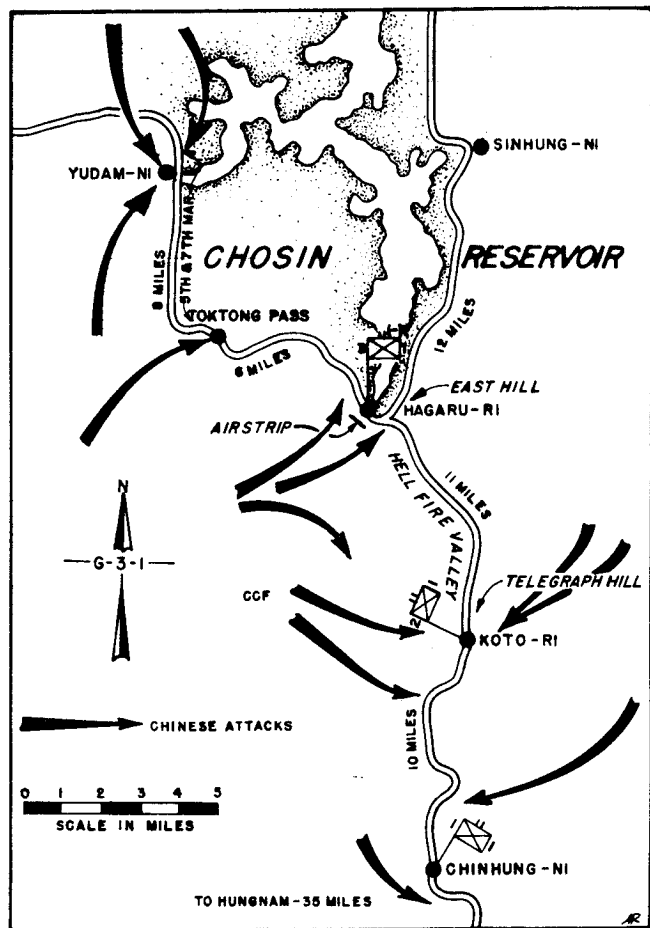 YUDAM-NI
SINHUNG-NI
CHOSIN RESERVOIR
8 MILES
5TH & 7TH MAR.
TOKTONG PASS
6 MILES
12 MILES
EAST HILL
HAGARU-RI
AIRSTRIP
11 MILES
HELL FIRE VALLEY
N
G-3-1
CCF
TELEGRAPH HILL
KOTO-RI
CHINESE ATTACKS
10 MILES
0 1 2 3 4 5
SCALE IN MILES
CHINHUNG-NI
TO HUNGNAM-35 MILES